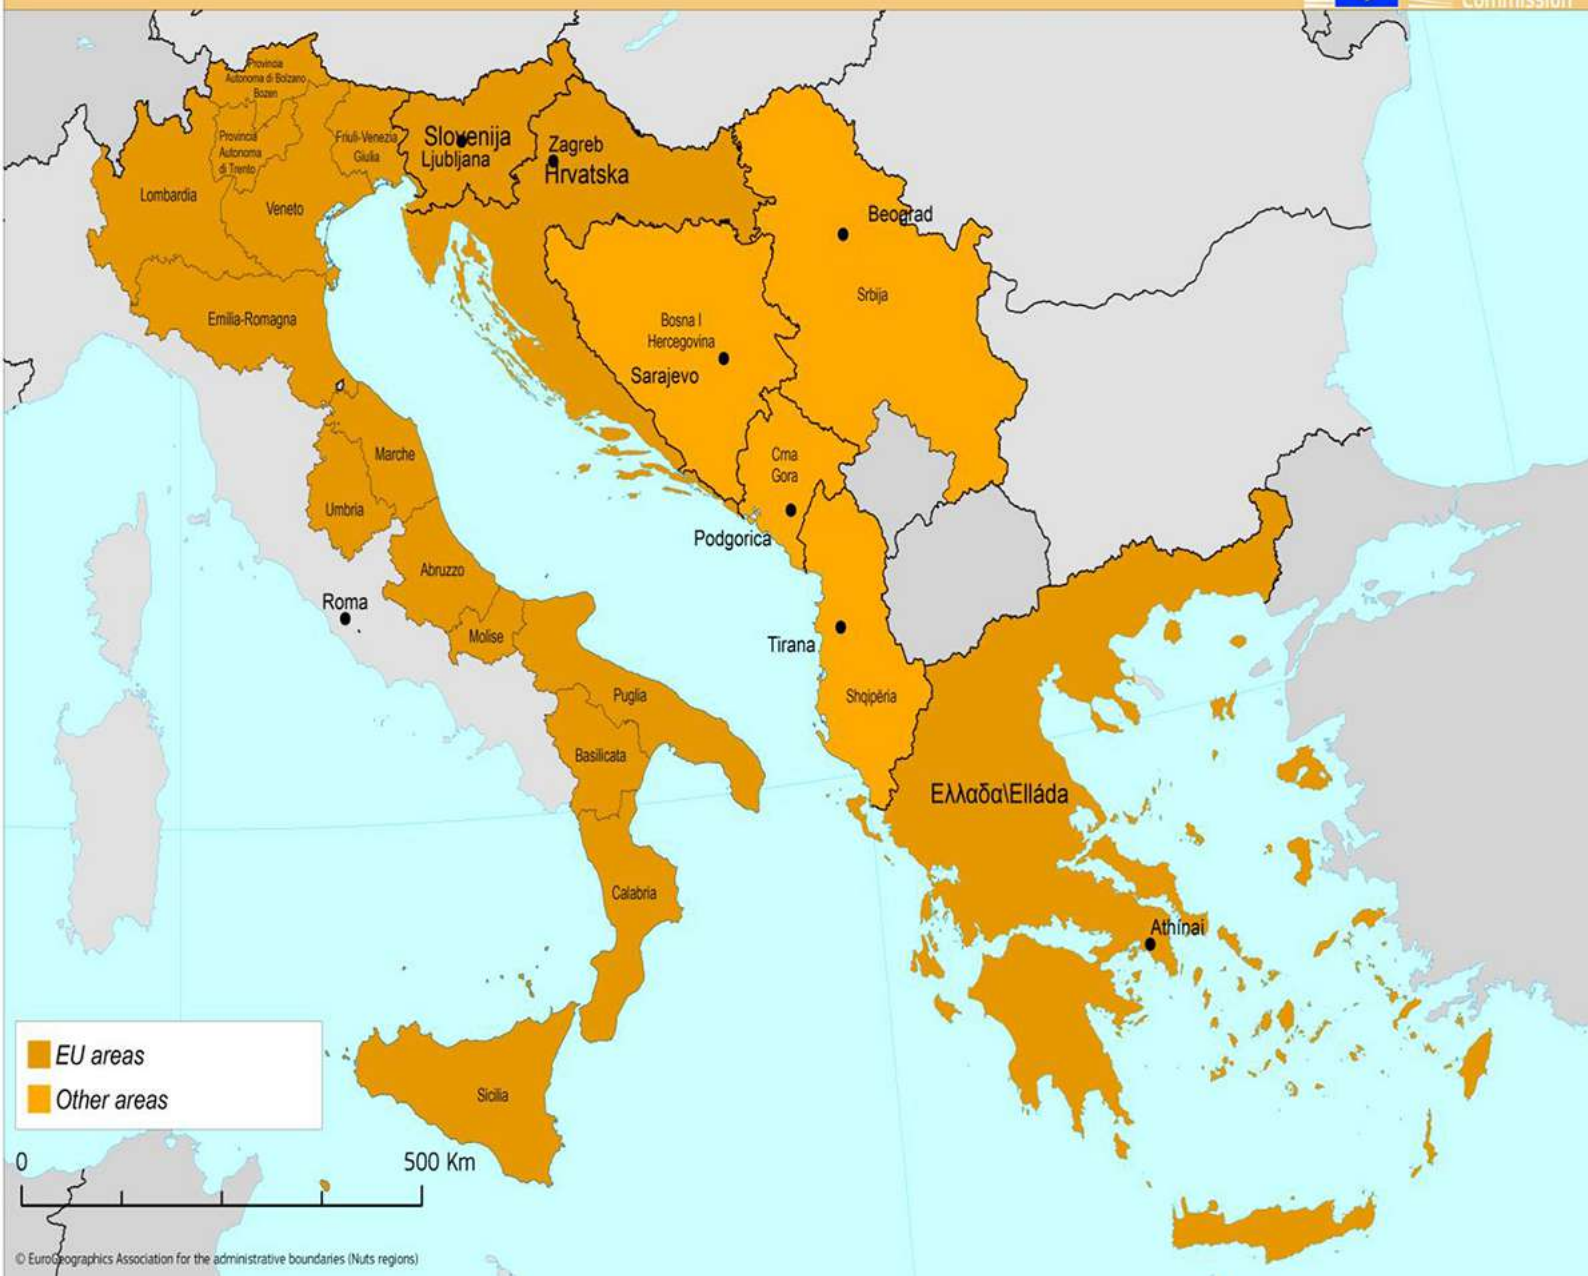 Commission
Provincia
Autonoma di Bolzano
Bozen
Provincia
Autonoma
di Trento
Friuli-Venezia
Giulia
Slovenija
Ljubljana
Zagreb
Hrvatska
Lombardia
Veneto
Beograd
Srbija
Emilia-Romagna
Bosna I
Hercegovina
Sarajevo
Marche
Crna
Gora
Umbria
Podgorica
Abruzzo
Roma
Molise
Tirana
Puglia
Shqipëria
Basilicata
Ελλαδα\Elláda
Calabria
Athínai
EU areas
Other areas
Sicilia
0
500 Km
© EuroGeographics Association for the administrative boundaries (Nuts regions)